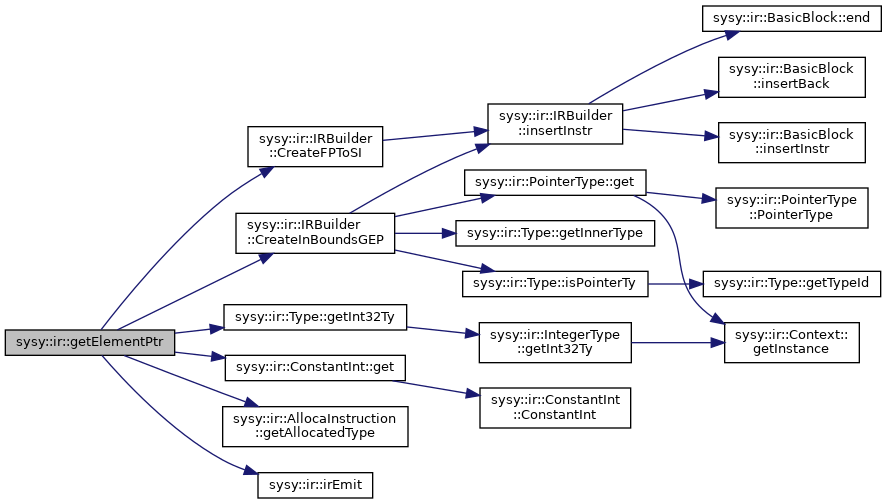 sysy::ir::getElementPtr
sysy::ir::IRBuilder
::CreateFPToSI
sysy::ir::IRBuilder
::CreateInBoundsGEP
sysy::ir::Type::getInt32Ty
sysy::ir::ConstantInt::get
sysy::ir::AllocaInstruction
::getAllocatedType
sysy::ir::irEmit
sysy::ir::IRBuilder
::insertInstr
sysy::ir::PointerType::get
sysy::ir::Type::getInnerType
sysy::ir::Type::isPointerTy
sysy::ir::IntegerType
::getInt32Ty
sysy::ir::ConstantInt
::ConstantInt
sysy::ir::BasicBlock::end
sysy::ir::BasicBlock
::insertBack
sysy::ir::BasicBlock
::insertInstr
sysy::ir::PointerType
::PointerType
sysy::ir::Type::getTypeId
sysy::ir::Context::
getInstance